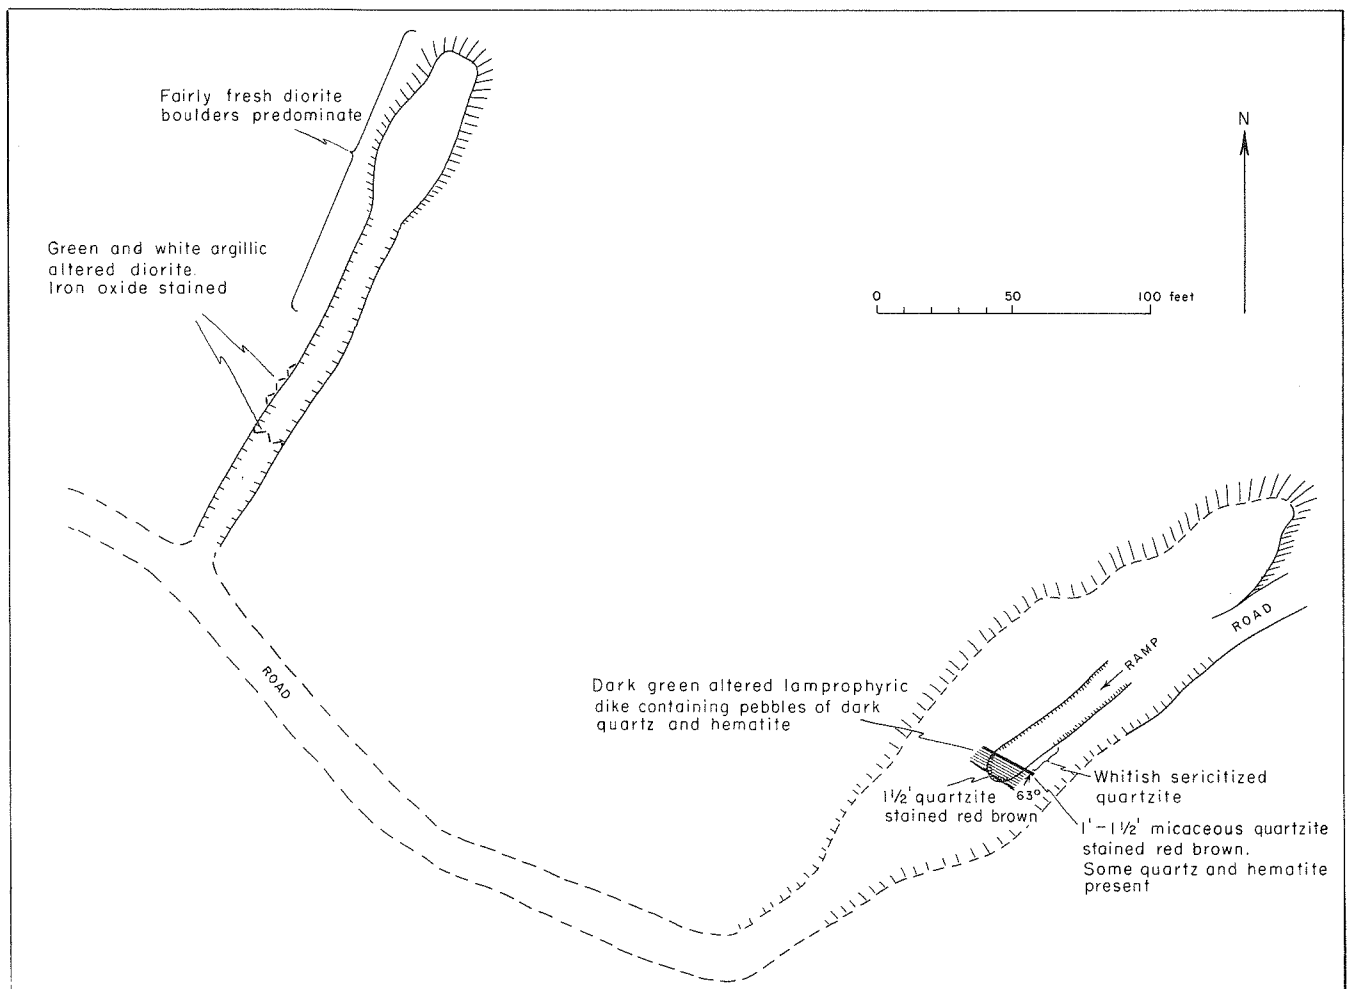 Fairly fresh diorite
boulders predominate
N
Green and white argillic
altered diorite.
Iron oxide stained
0 50 100 feet
ROAD
RAMP
ROAD
Dark green altered lamprophyric
dike containing pebbles of dark
quartz and hematite
1½' quartzite
stained red brown
63°
Whitish sericitized
quartzite
1'-1½' micaceous quartzite
stained red brown.
Some quartz and hematite
present